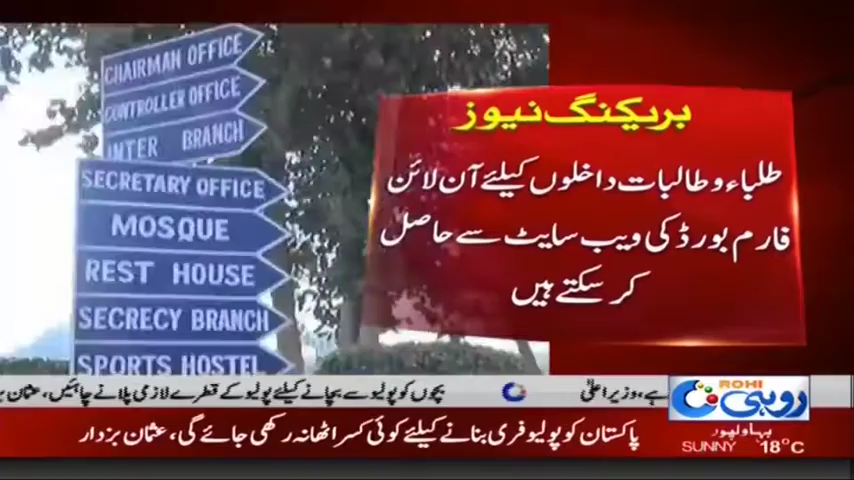 CHAIRMAN OFFICE
CONTROLLER OFFICE
INTER BRANCH
SECRETARY OFFICE
MOSQUE
REST HOUSE
SECRECY BRANCH
SPORTS HOSTEL
بریکنگ نیوز
طلباء و طالبات داخلوں کیلئے آن لائن
فارم بورڈ کی ویب سایٹ سے حاصل
کر سکتے ہیں
ہے، وزیراعلیٰ
بچوں کو پولیو سے بچانے کیلئے پولیو کے قطرے لازمی پلانے چاہئیں، عثمان
ROHI
روہی
پاکستان کو پولیو فری بنانے کیلئے کوئی کسر اٹھا نہ رکھی جائے گی، عثمان بزدار
بہاولپور
SUNNY 18°C